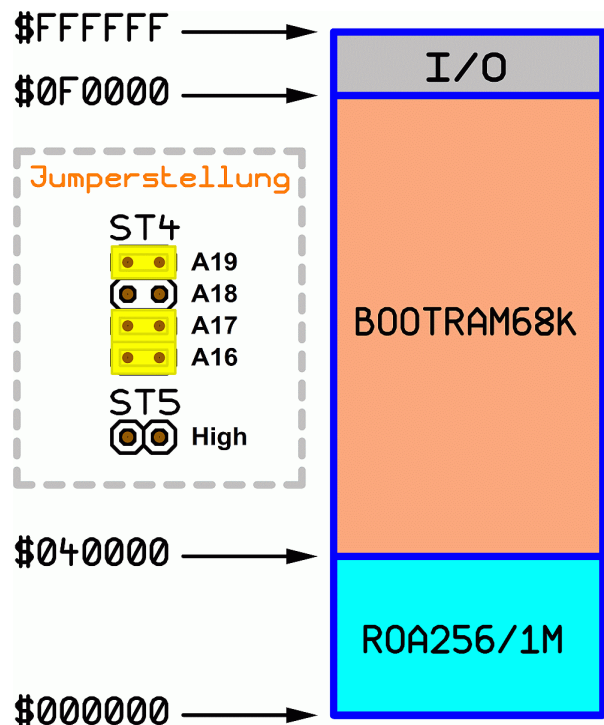 $FFFFFF
I/O
$0F0000
Jumperstellung
ST4
A19
A18
A17
A16
ST5
High
BOOTRAM68K
$040000
ROA256/1M
$000000